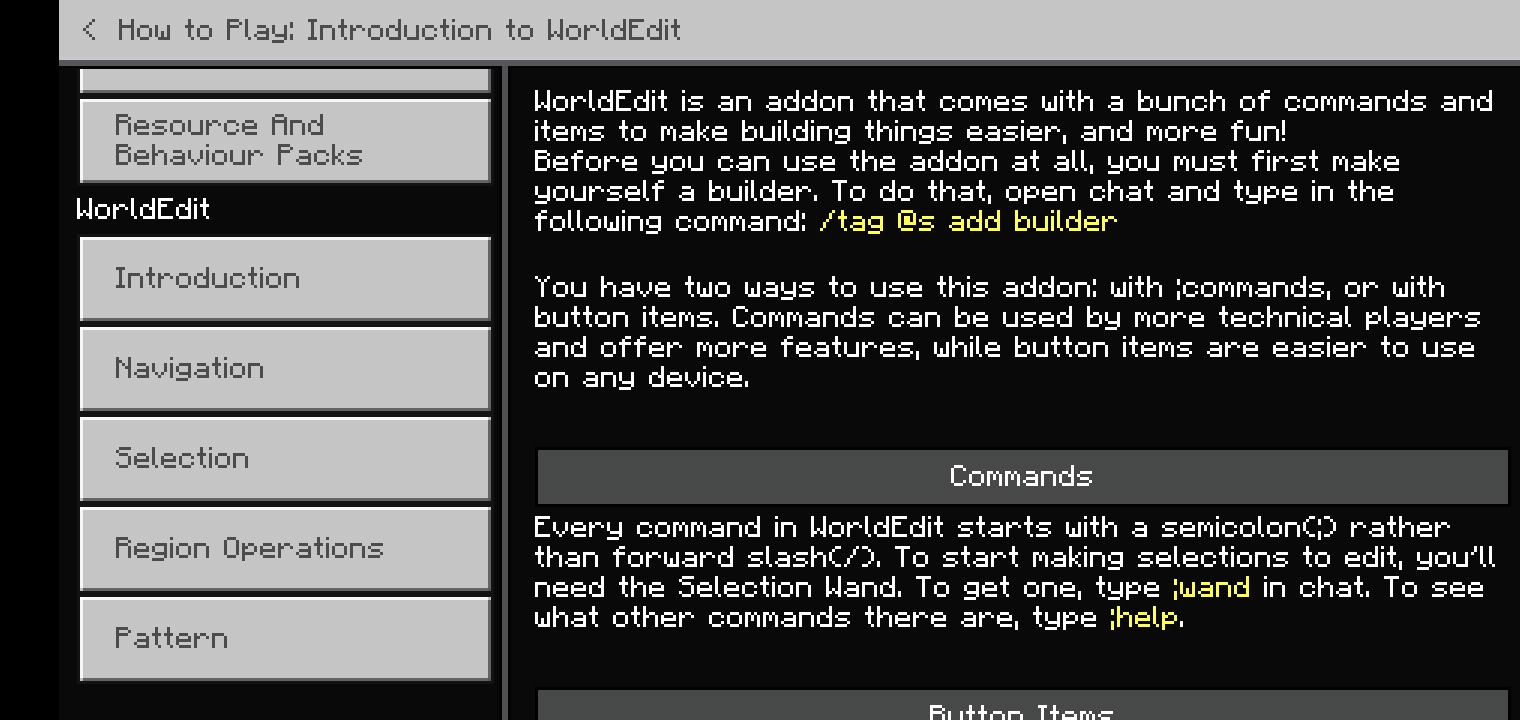 < How to Play: Introduction to WorldEdit
Resource And
Behaviour Packs
WorldEdit
Introduction
Navigation
Selection
Region Operations
Pattern
WorldEdit is an addon that comes with a bunch of commands and
items to make building things easier, and more fun!
Before you can use the addon at all, you must first make
yourself a builder. To do that, open chat and type in the
following command: /tag @s add builder
You have two ways to use this addon: with ;commands, or with
button items. Commands can be used by more technical players
and offer more features, while button items are easier to use
on any device.
Commands
Every command in WorldEdit starts with a semicolon(;) rather
than forward slash(/). To start making selections to edit, you'll
need the Selection Wand. To get one, type ;wand in chat. To see
what other commands there are, type ;help.
Button Items